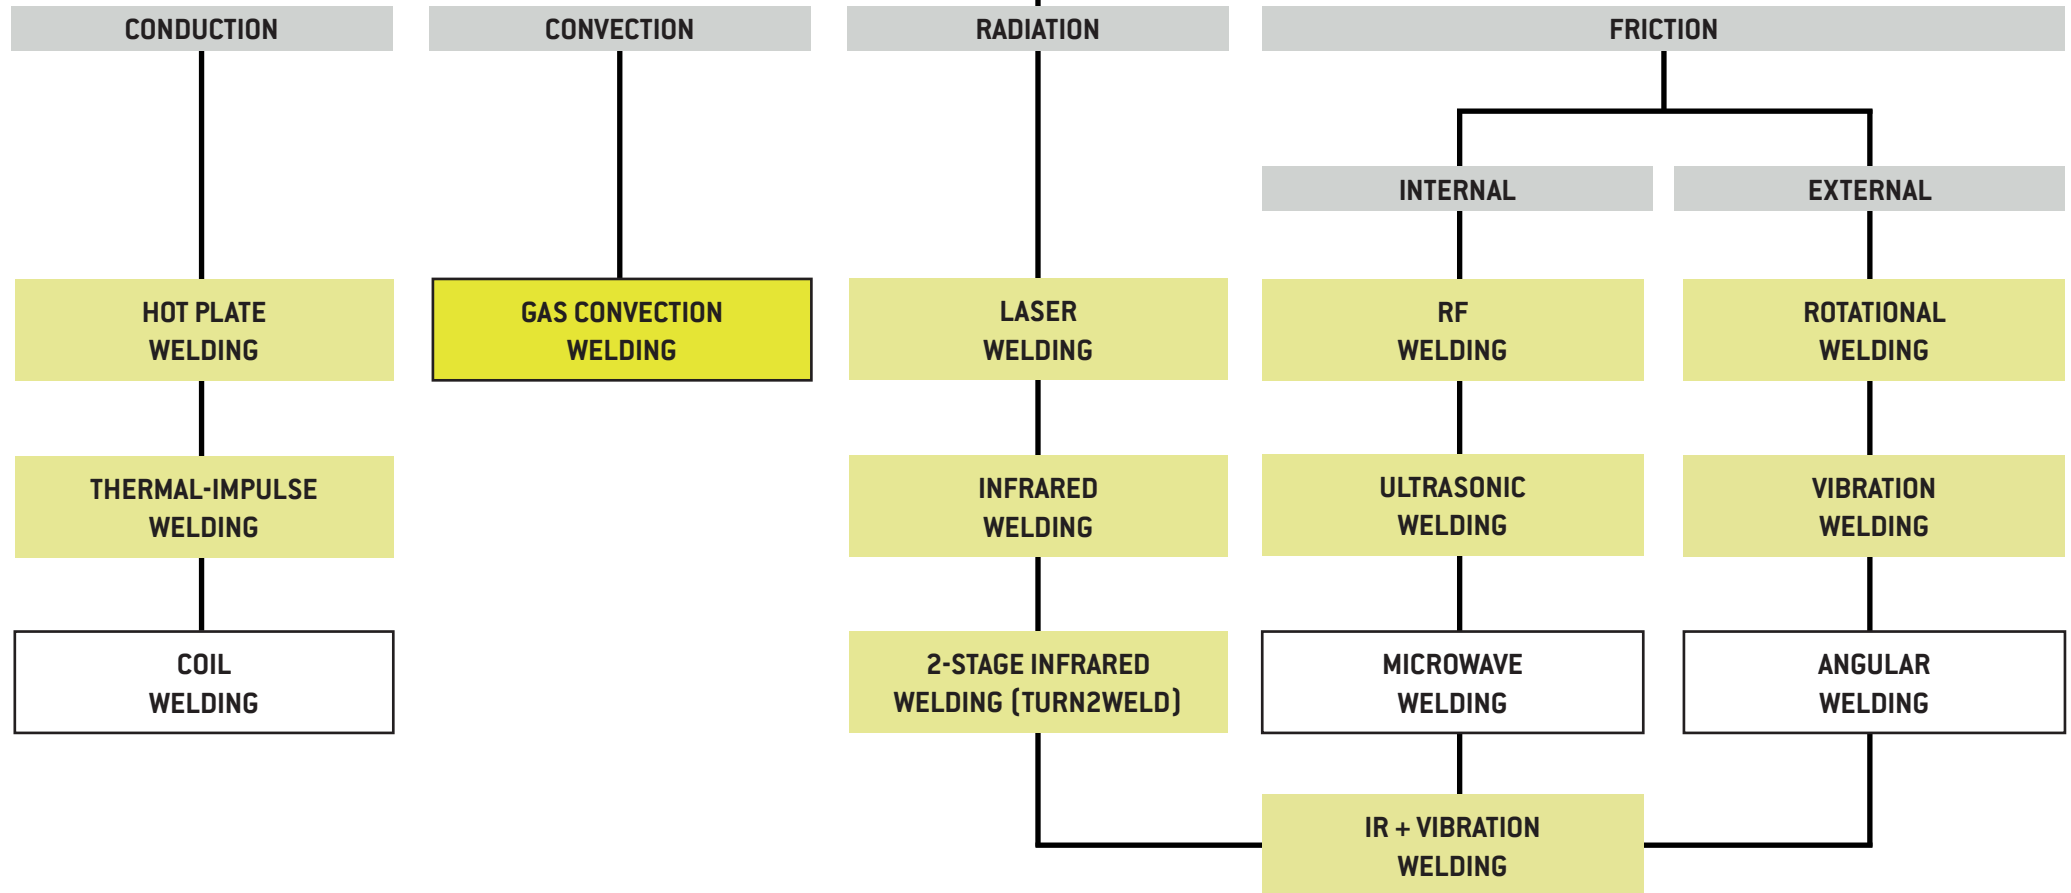 CONDUCTION
CONVECTION
RADIATION
FRICTION
INTERNAL
EXTERNAL
HOT PLATE
WELDING
GAS CONVECTION
WELDING
LASER
WELDING
RF
WELDING
ROTATIONAL
WELDING
THERMAL-IMPULSE
WELDING
INFRARED
WELDING
ULTRASONIC
WELDING
VIBRATION
WELDING
COIL
WELDING
2-STAGE INFRARED
WELDING (TURN2WELD)
MICROWAVE
WELDING
ANGULAR
WELDING
IR + VIBRATION
WELDING